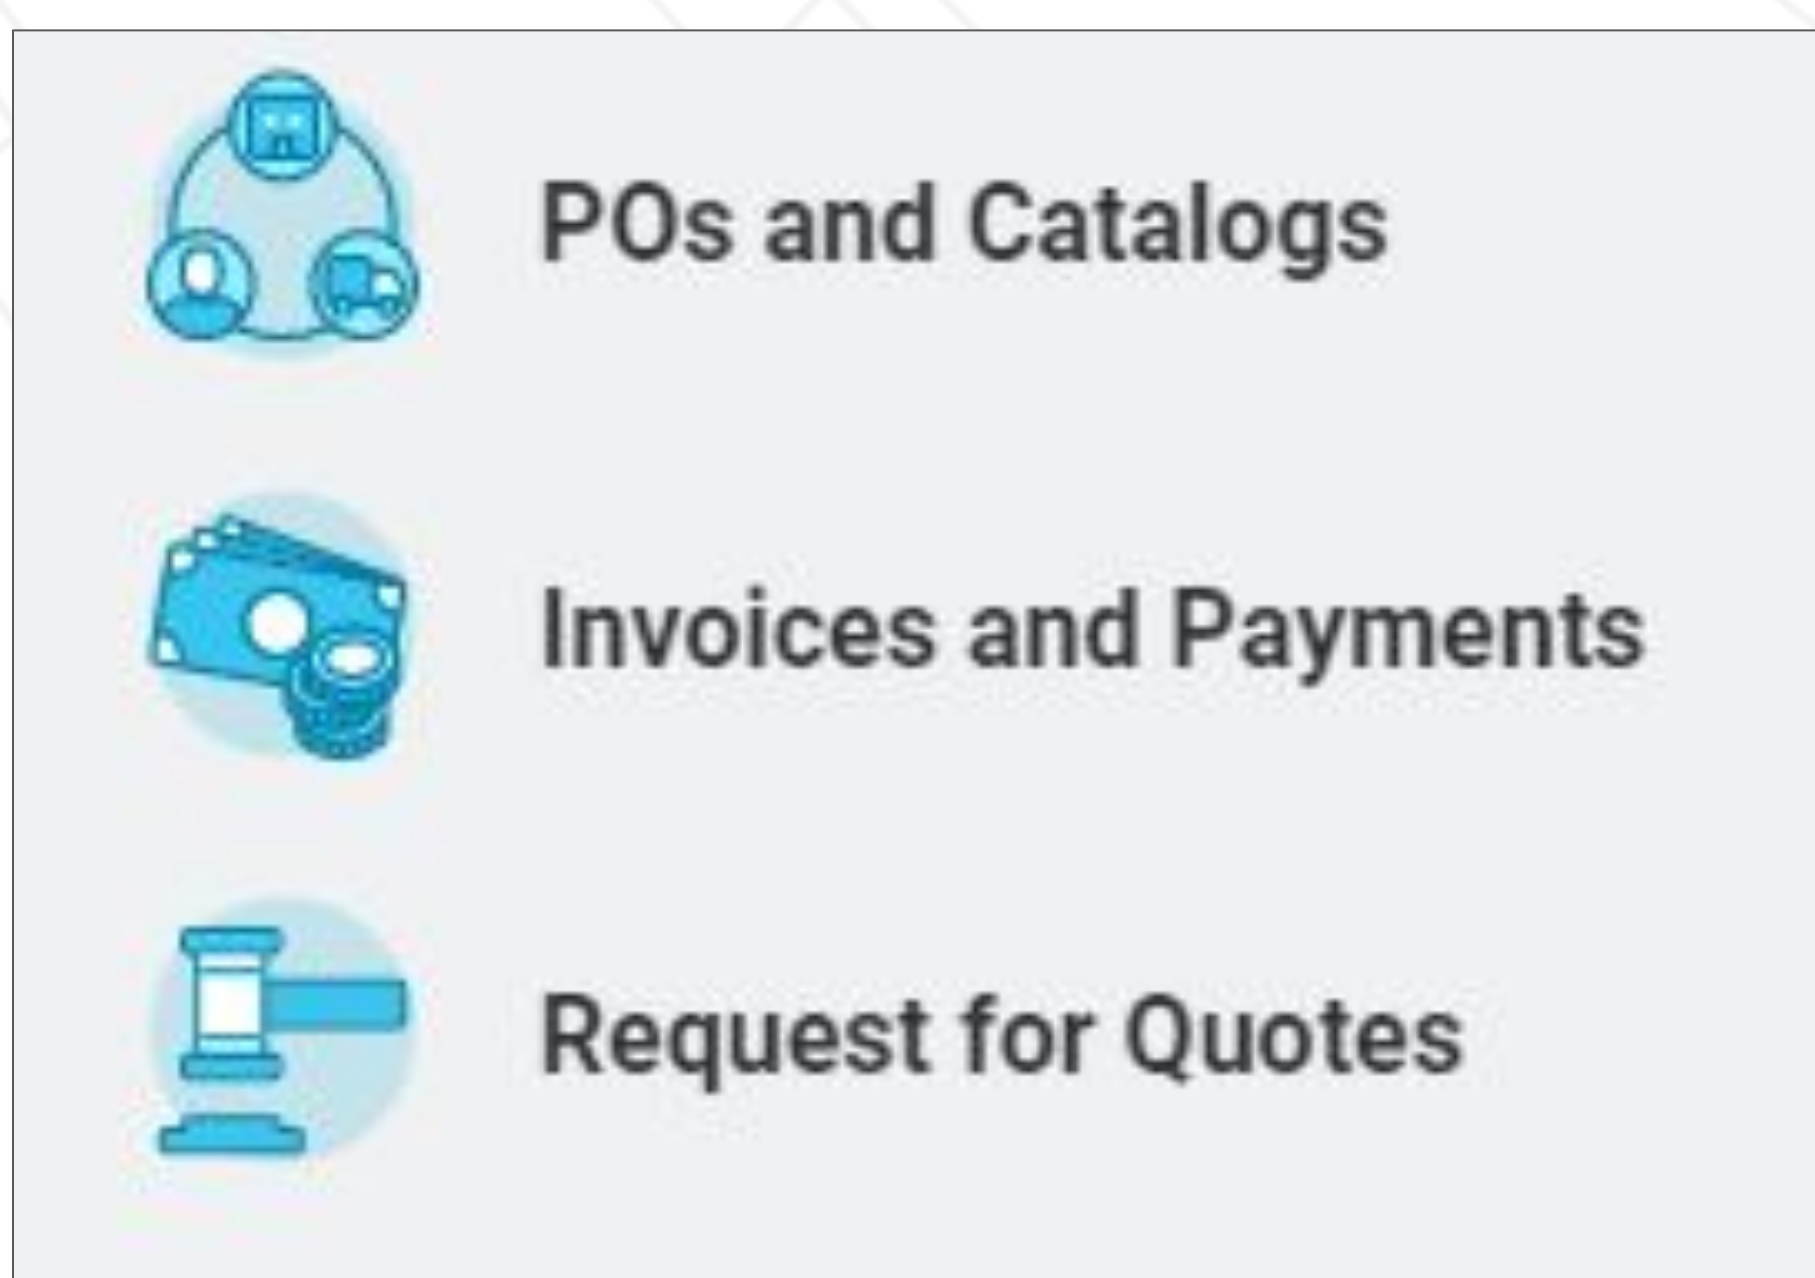 POs and Catalogs
Invoices and Payments
Request for Quotes